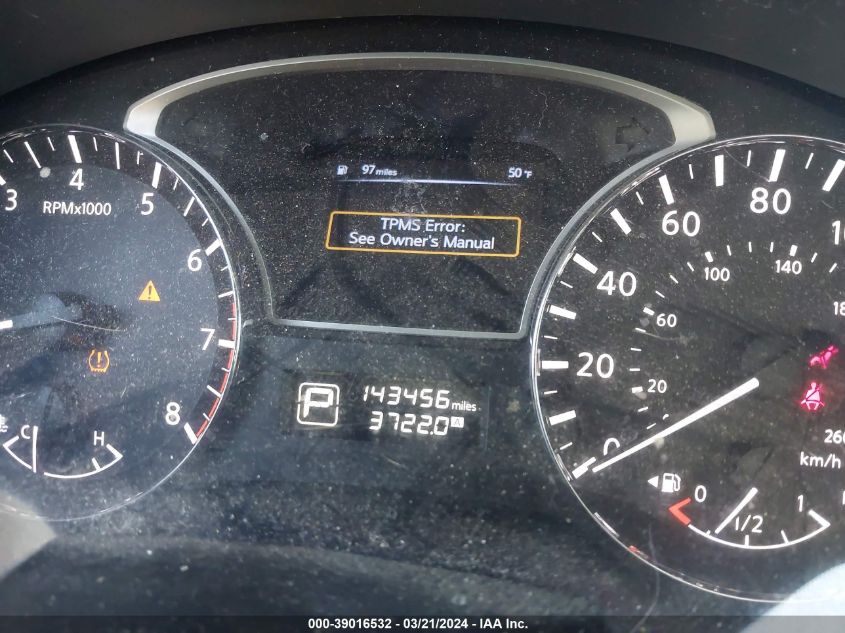 97 miles 50 °F
TPMS Error:
See Owner's Manual
3 4 5 6 7 8
RPMx1000
C H
P
143456 miles
3722.0 A
0 20 40 60 80
20 60 100 140 18
260
km/h
0 1/2 1
000-39016532 - 03/21/2024 - IAA Inc.